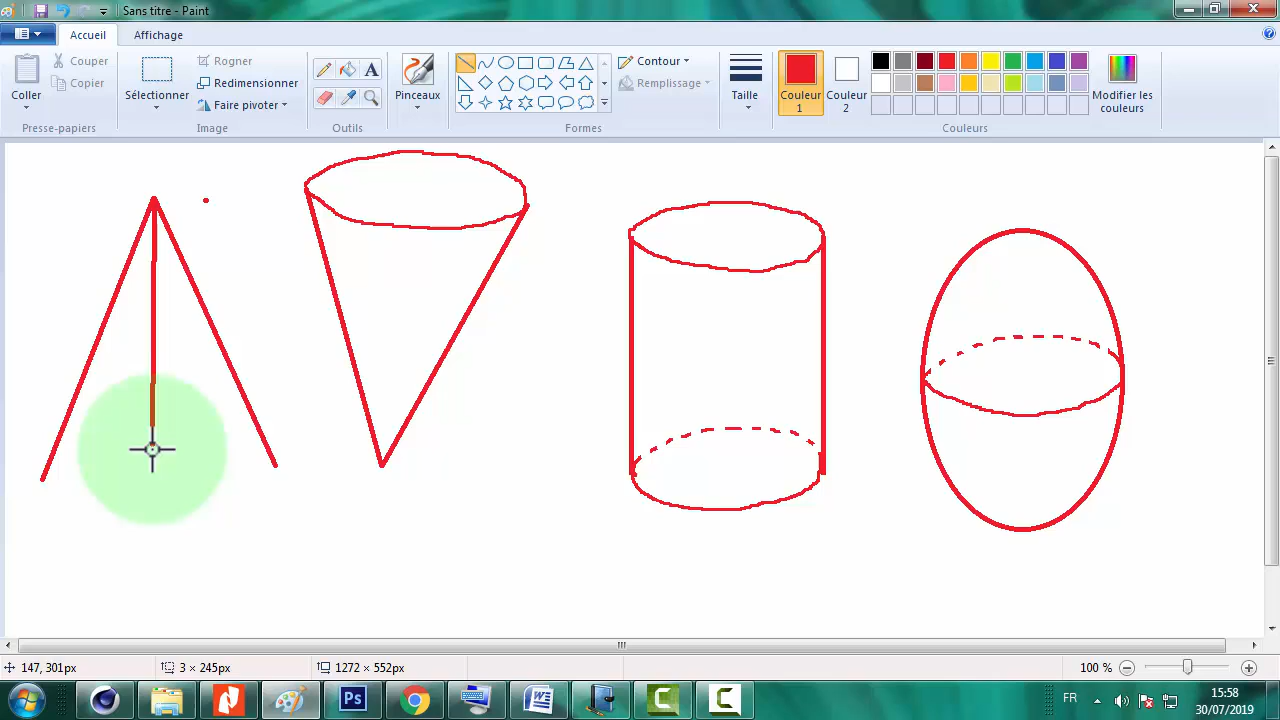 Sans titre - Paint
Accueil
Affichage
Coller
Couper
Copier
Presse-papiers
Sélectionner
Rogner
Redimensionner
Faire pivoter
Image
A
Outils
Pinceaux
Contour
Remplissage
Formes
Taille
Couleur
1
Couleur
2
Modifier les
couleurs
Couleurs
147, 301px
3 × 245px
1272 × 552px
100 %
Ps
FR
15:58
30/07/2019